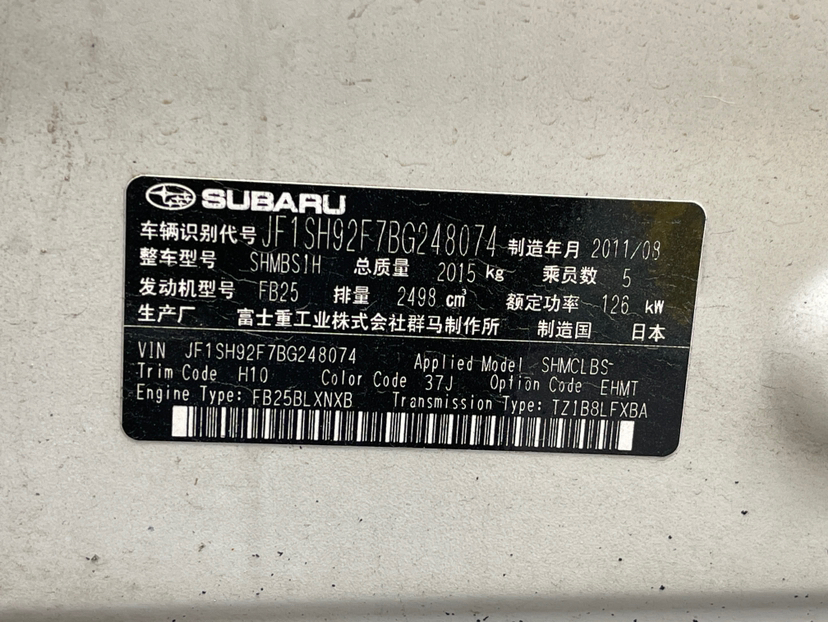 SUBARU
车辆识别代号 JF1SH92F7BG248074 制造年月 2011/08
整车型号 SHMBS1H 总质量 2015 kg 乘员数 5
发动机型号 FB25 排量 2498 cm³ 额定功率 126 kW
生产厂 富士重工业株式会社群马制作所 制造国 日本
VIN JF1SH92F7BG248074 Applied Model SHMCLBS-
Trim Code H10 Color Code 37J Option Code EHMT
Engine Type: FB25BLXNXB Transmission Type: TZ1B8LFXBA